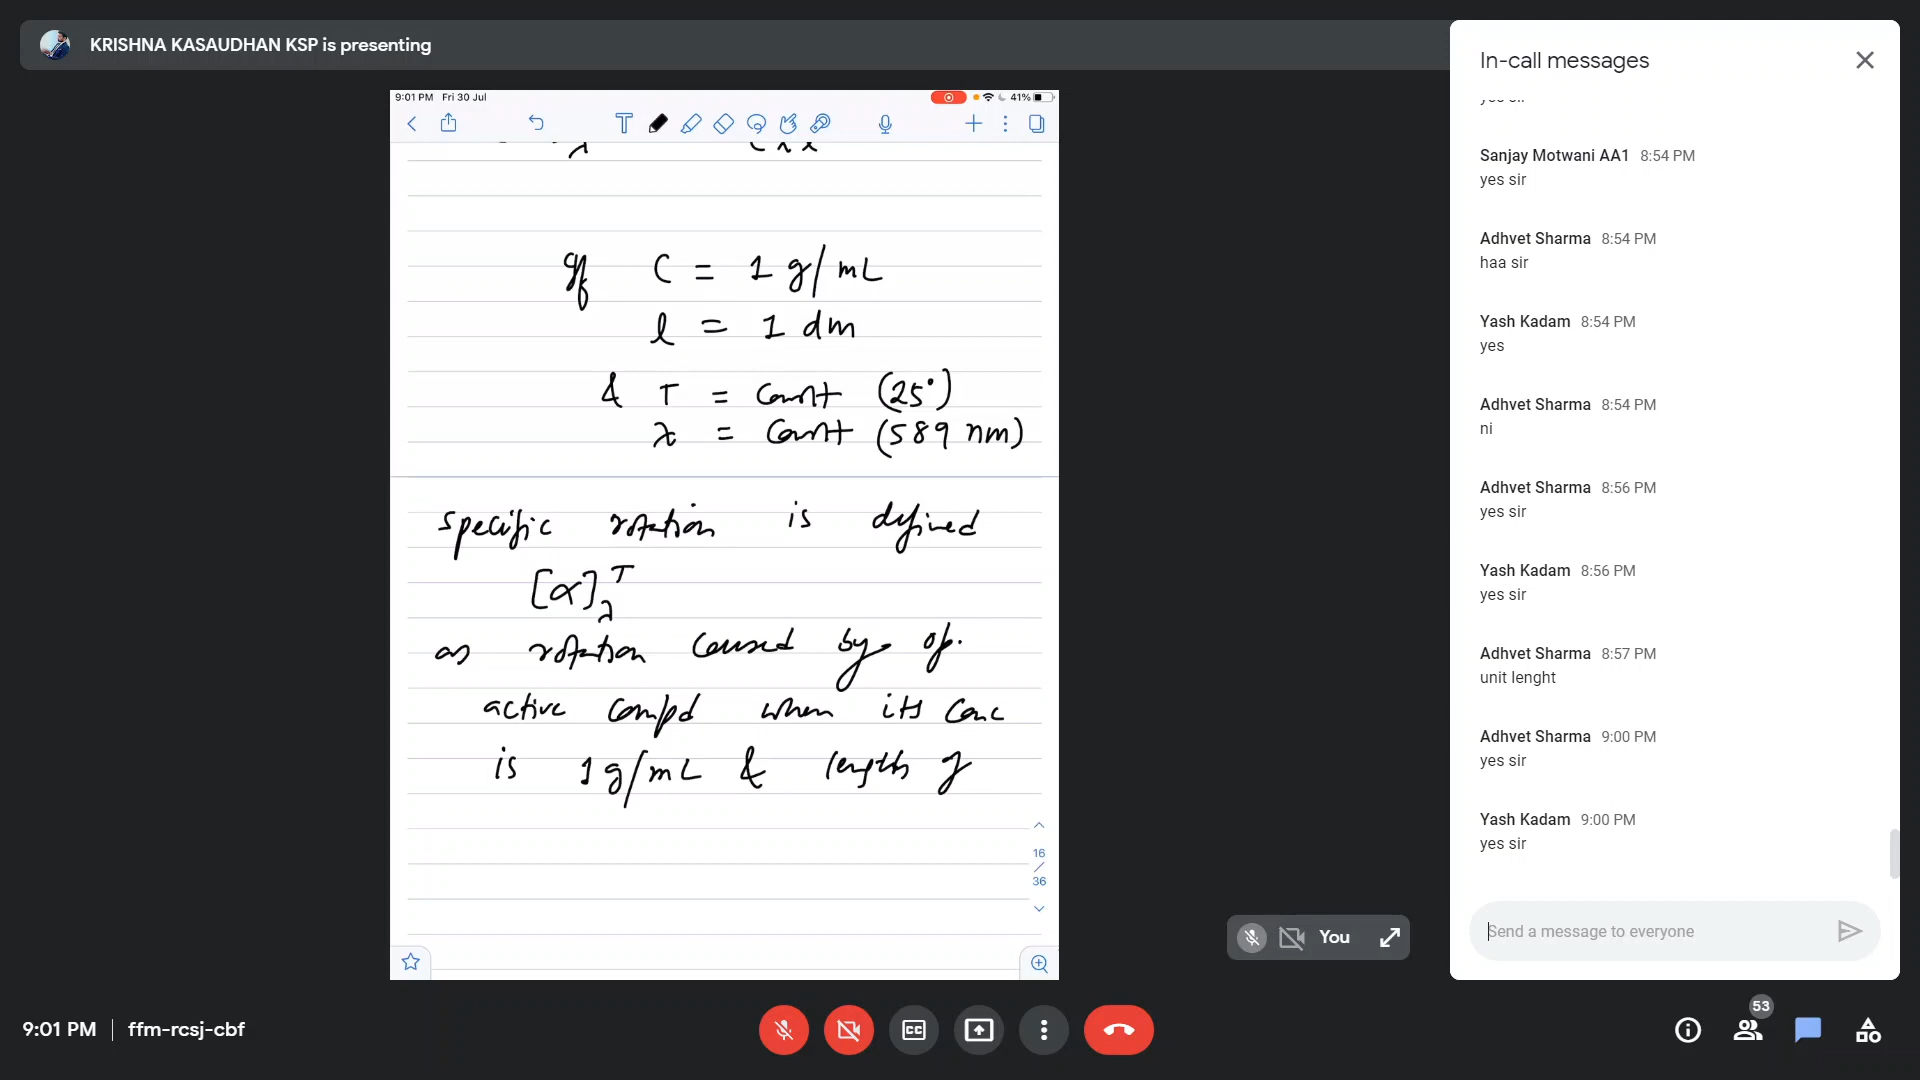 KRISHNA KASAUDHAN KSP is presenting
9:01 PM Fri 30 Jul
41%
If C = 1 g/mL
l = 1 dm
& T = Const (25°)
λ = Const (589 nm)
specific rotation is defined
[α]
T
λ
as rotation caused by op.
active compd when its conc
is 1g/mL & length of
16
/
36
In-call messages
Sanjay Motwani AA1 8:54 PM
yes sir
Adhvet Sharma 8:54 PM
haa sir
Yash Kadam 8:54 PM
yes
Adhvet Sharma 8:54 PM
ni
Adhvet Sharma 8:56 PM
yes sir
Yash Kadam 8:56 PM
yes sir
Adhvet Sharma 8:57 PM
unit lenght
Adhvet Sharma 9:00 PM
yes sir
Yash Kadam 9:00 PM
yes sir
Send a message to everyone
You
9:01 PM | ffm-rcsj-cbf
CC
53